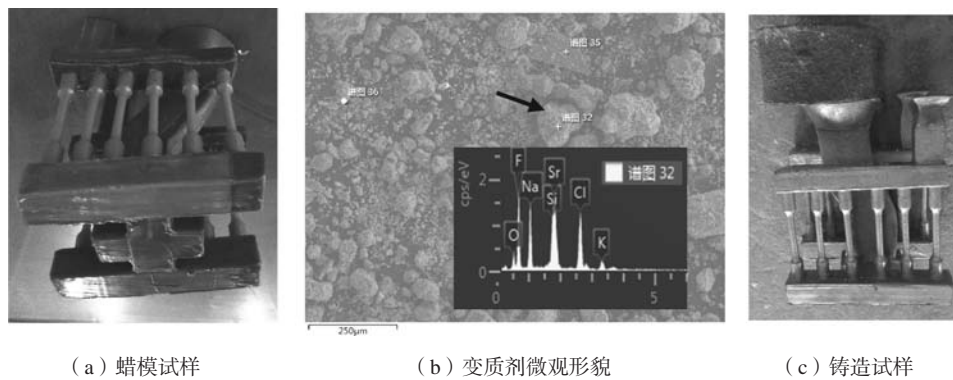 谱图 35
谱图 36
谱图 32
谱图 32
cps/eV
2
0
F
Na
Sr
Si
Cl
O
K
0
5
250μm
（a）蜡模试样
（b）变质剂微观形貌
（c）铸造试样